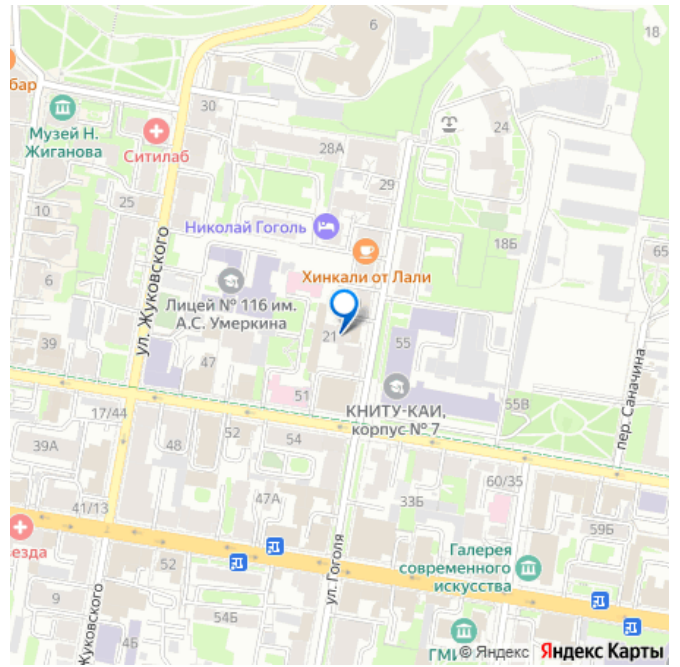 6
18
бар
30
24
Музей Н.
Жиганова
Ситилаб
28А
29
25
10
Николай Гоголь
18Б
65
6
Хинкали от Лали
ул. Жуковского
Лицей № 116 им.
А.С. Умеркина
21
55
39
47
пер. Саначина
51
КНИТУ-КАИ,
корпус № 7
55В
17/44
39А
48
52
54
60/35
47А
33Б
41/13
59Б
езда
52
Галерея
современного
искусства
ул. Гоголя
9
54Б
Жуковского
4Б
ГМИ
© Яндекс Яндекс Карты